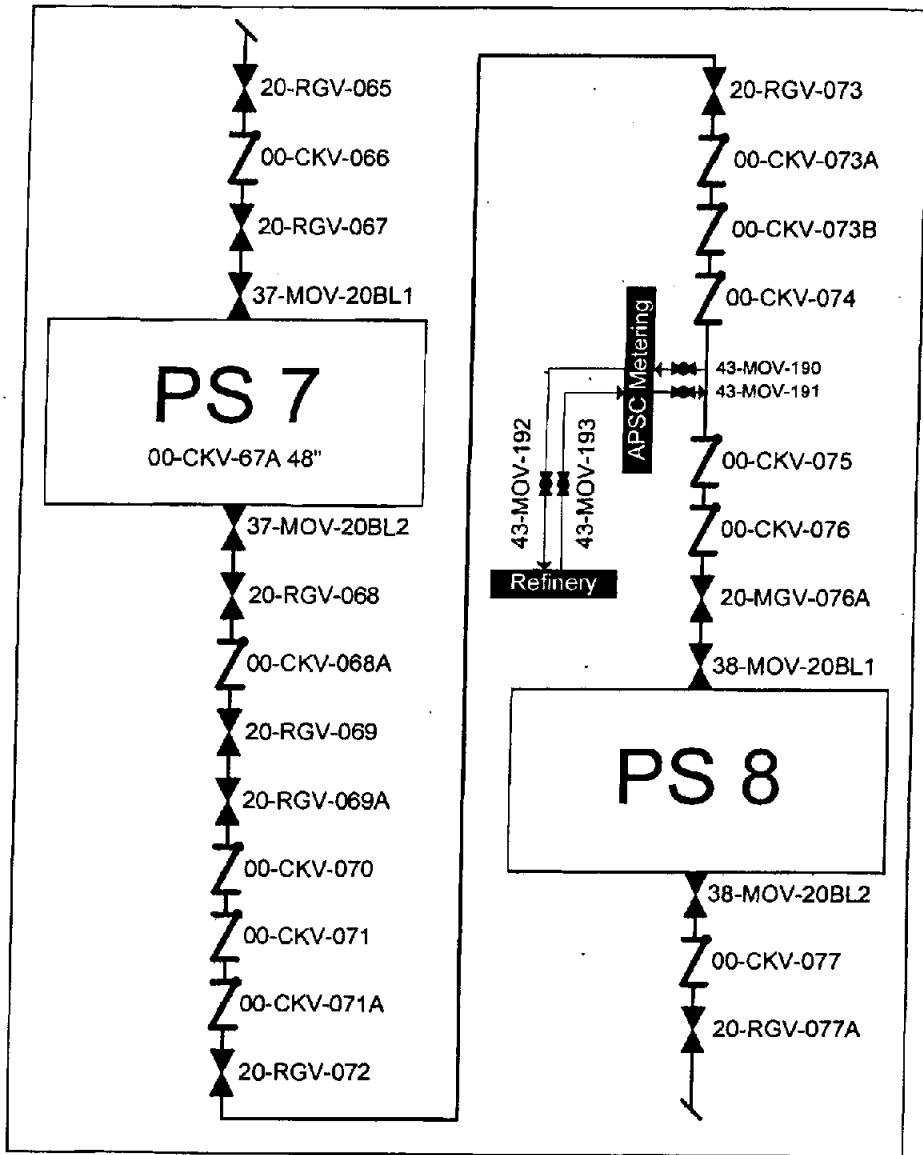 20-RGV-065
00-CKV-066
20-RGV-067
37-MOV-20BL1
PS 7
00-CKV-67A 48"
37-MOV-20BL2
20-RGV-068
00-CKV-068A
20-RGV-069
20-RGV-069A
00-CKV-070
00-CKV-071
00-CKV-071A
20-RGV-072
20-RGV-073
00-CKV-073A
00-CKV-073B
00-CKV-074
APSC Metering
43-MOV-190
43-MOV-191
43-MOV-192
43-MOV-193
Refinery
00-CKV-075
00-CKV-076
20-MGV-076A
38-MOV-20BL1
PS 8
38-MOV-20BL2
00-CKV-077
20-RGV-077A